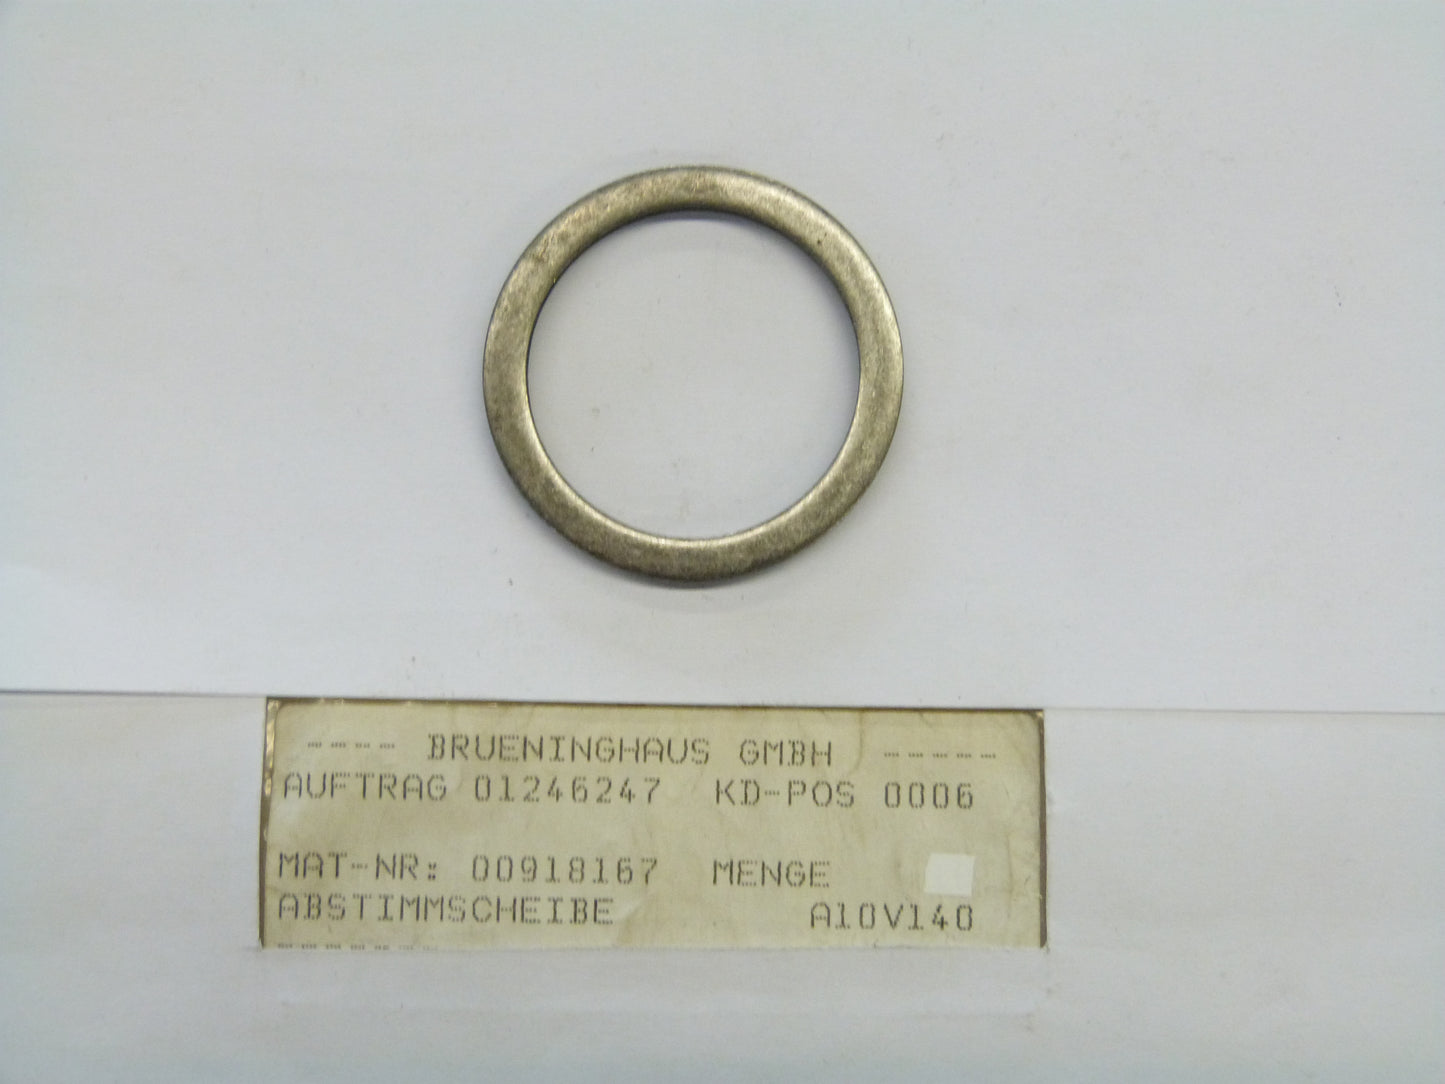 ---- BRUENINGHAUS GMBH -----
AUFTRAG 01246247 KD-POS 0006
MAT-NR: 00918167 MENGE
ABSTIMMSCHEIBE A10V140